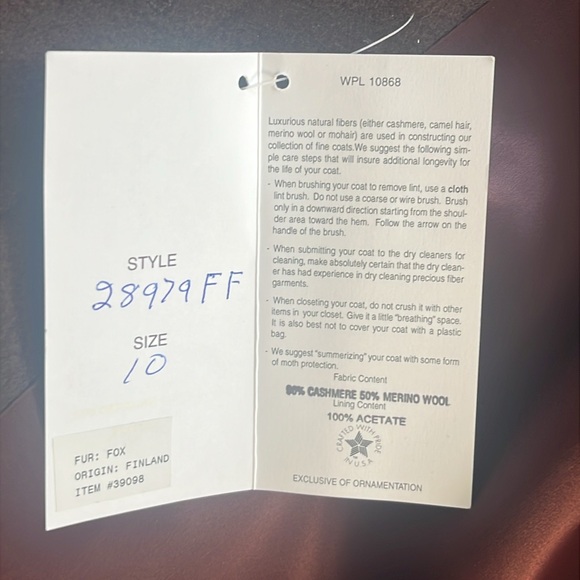 STYLE
28979FF
SIZE
10
FUR: FOX
ORIGIN: FINLAND
ITEM #39098
WPL 10868
Luxurious natural fibers (either cashmere, camel hair,
merino wool or mohair) are used in constructing our
collection of fine coats.We suggest the following sim-
ple care steps that will insure additional longevity for
the life of your coat.
- When brushing your coat to remove lint, use a cloth
lint brush. Do not use a coarse or wire brush. Brush
only in a downward direction starting from the shoul-
der area toward the hem. Follow the arrow on the
handle of the brush.
- When submitting your coat to the dry cleaners for
cleaning, make absolutely certain that the dry clean-
er has had experience in dry cleaning precious fiber
garments.
- When closeting your coat, do not crush it with other
items in your closet. Give it a little "breathing" space.
It is also best not to cover your coat with a plastic
bag.
- We suggest "summerizing" your coat with some form
of moth protection.
Fabric Content
CASHMERE 50% MERINO WOOL
Lining Content
100% ACETATE
CRAFTED WITH PRIDE
IN U.S.A.
EXCLUSIVE OF ORNAMENTATION